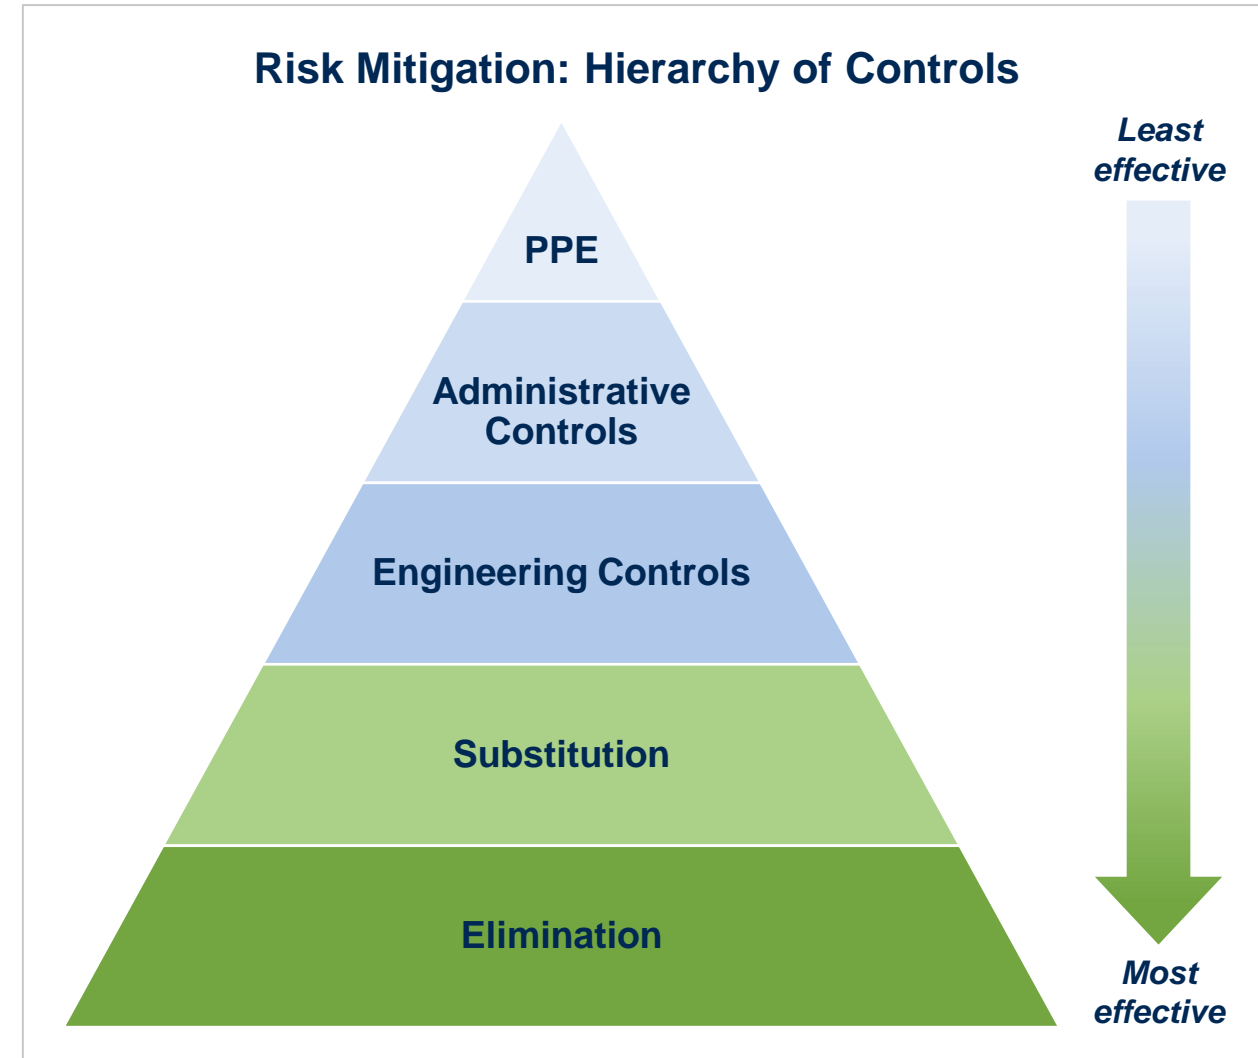 Risk Mitigation: Hierarchy of Controls
Least
effective
PPE
Administrative
Controls
Engineering Controls
Substitution
Elimination
Most
effective